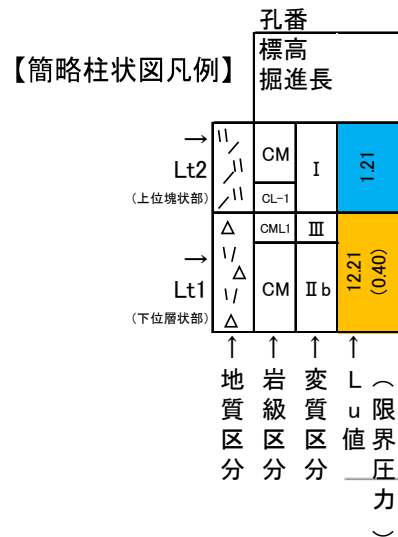 孔番
標高
掘進長
【簡略柱状図凡例】
→
Lt2
(上位塊状部)
CM
CL-1
Ⅰ
1.21
→
Lt1
(下位層状部)
CML1
CM
Ⅲ
Ⅱb
12.21
(0.40)
↑
地質区分
↑
岩級区分
↑
変質区分
↑
Lu値
(限界圧力)